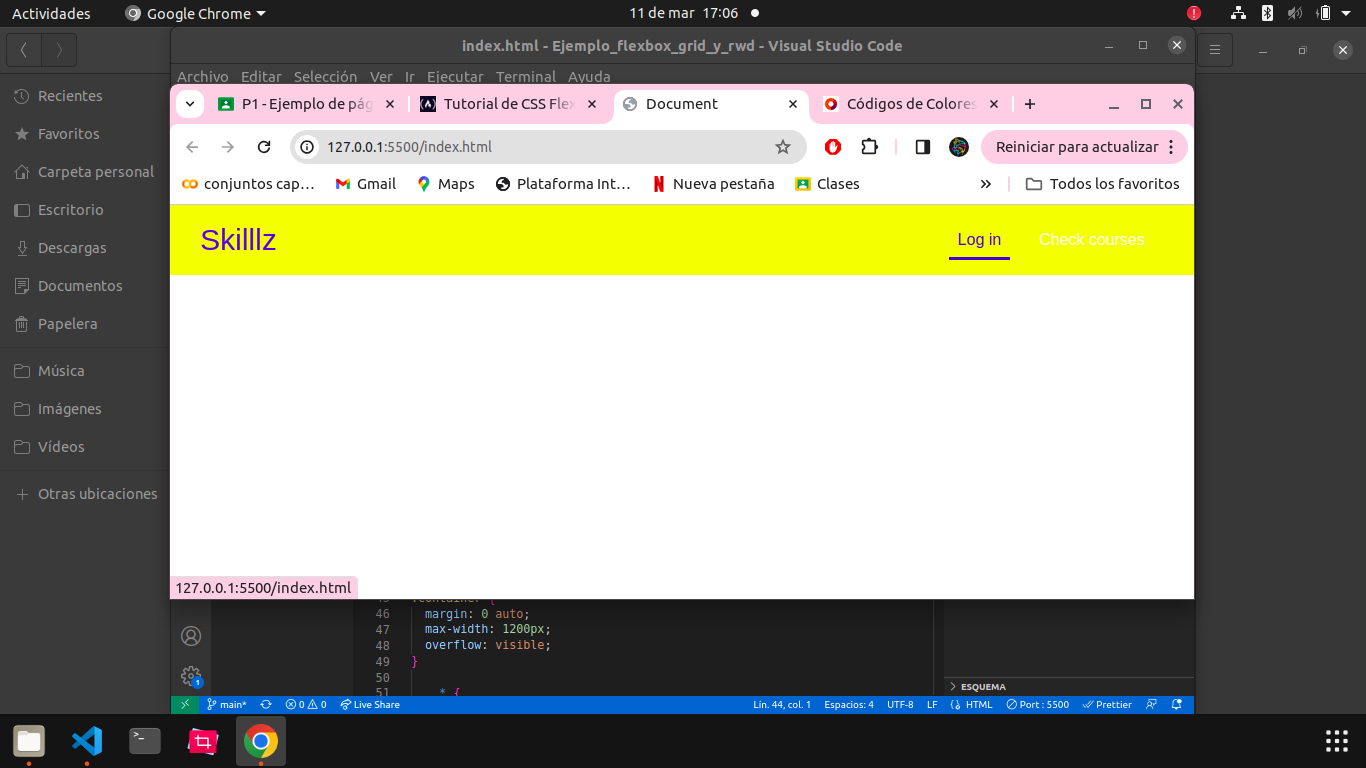 Actividades Google Chrome 11 de mar 17:06
index.html - Ejemplo_flexbox_grid_y_rwd - Visual Studio Code
Archivo Editar Selección Ver Ir Ejecutar Terminal Ayuda
Recientes
Favoritos
Carpeta personal
Escritorio
Descargas
Documentos
Papelera
Música
Imágenes
Vídeos
Otras ubicaciones
P1 - Ejemplo de pág Tutorial de CSS Flex Document Códigos de Colores
127.0.0.1:5500/index.html Reiniciar para actualizar
conjuntos cap... Gmail Maps Plataforma Int... Nueva pestaña Clases Todos los favoritos
Skilllz Log in Check courses
127.0.0.1:5500/index.html
46 margin: 0 auto;
47 max-width: 1200px;
48 overflow: visible;
49 }
50
51 * {
ESQUEMA
1
main* 0 0 Live Share Lín. 44, col. 1 Espacios: 4 UTF-8 LF HTML Port : 5500 Prettier